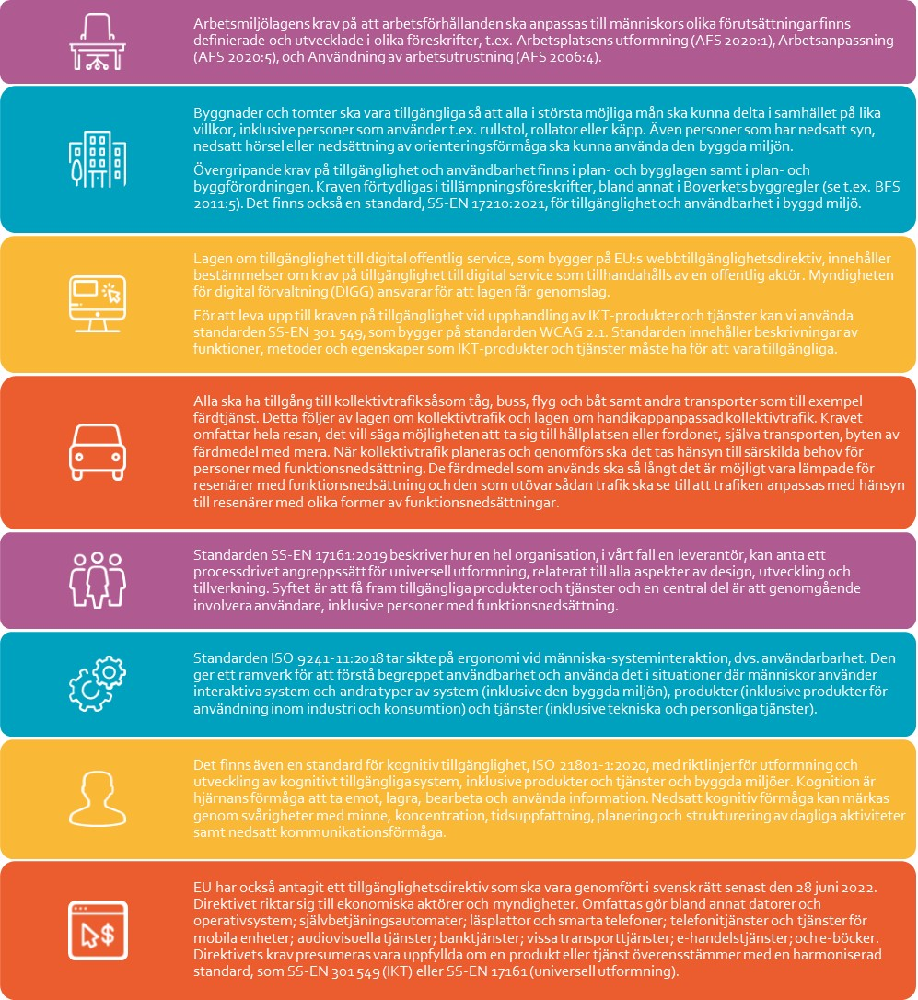 Arbetsmiljölagens krav på att arbetsförhållanden ska anpassas till människors olika förutsättningar finns
definierade och utvecklade i olika föreskrifter, t.ex. Arbetsplatsens utformning (AFS 2020:1), Arbetsanpassning
(AFS 2020:5), och Användning av arbetsutrustning (AFS 2006:4).
Byggnader och tomter ska vara tillgängliga så att alla i största möjliga mån ska kunna delta i samhället på lika
villkor, inklusive personer som använder t.ex. rullstol, rollator eller käpp. Även personer som har nedsatt syn,
nedsatt hörsel eller nedsättning av orienteringsförmåga ska kunna använda den byggda miljön.
Övergripande krav på tillgänglighet och användbarhet finns i plan- och bygglagen samt i plan- och
byggförordningen. Kraven förtydligas i tillämpningsföreskrifter, bland annat i Boverkets byggregler (se t.ex. BFS
2011:5). Det finns också en standard, SS-EN 17210:2021, för tillgänglighet och användbarhet i byggd miljö.
Lagen om tillgänglighet till digital offentlig service, som bygger på EU:s webbtillgänglighetsdirektiv, innehåller
bestämmelser om krav på tillgänglighet till digital service som tillhandahålls av en offentlig aktör. Myndigheten
för digital förvaltning (DIGG) ansvarar för att lagen får genomslag.
För att leva upp till kraven på tillgänglighet vid upphandling av IKT-produkter och tjänster kan vi använda
standarden SS-EN 301 549, som bygger på standarden WCAG 2.1. Standarden innehåller beskrivningar av
funktioner, metoder och egenskaper som IKT-produkter och tjänster måste ha för att vara tillgängliga.
Alla ska ha tillgång till kollektivtrafik såsom tåg, buss, flyg och båt samt andra transporter som till exempel
färdtjänst. Detta följer av lagen om kollektivtrafik och lagen om handikappanpassad kollektivtrafik. Kravet
omfattar hela resan, det vill säga möjligheten att ta sig till hållplatsen eller fordonet, själva transporten, byten av
färdmedel med mera. När kollektivtrafik planeras och genomförs ska det tas hänsyn till särskilda behov för
personer med funktionsnedsättning. De färdmedel som används ska så långt det är möjligt vara lämpade för
resenärer med funktionsnedsättning och den som utövar sådan trafik ska se till att trafiken anpassas med hänsyn
till resenärer med olika former av funktionsnedsättningar.
Standarden SS-EN 17161:2019 beskriver hur en hel organisation, i vårt fall en leverantör, kan anta ett
processdrivet angreppssätt för universell utformning, relaterat till alla aspekter av design, utveckling och
tillverkning. Syftet är att få fram tillgängliga produkter och tjänster och en central del är att genomgående
involvera användare, inklusive personer med funktionsnedsättning.
Standarden ISO 9241-11:2018 tar sikte på ergonomi vid människa-systeminteraktion, dvs. användarbarhet. Den
ger ett ramverk för att förstå begreppet användbarhet och använda det i situationer där människor använder
interaktiva system och andra typer av system (inklusive den byggda miljön), produkter (inklusive produkter för
användning inom industri och konsumtion) och tjänster (inklusive tekniska och personliga tjänster).
Det finns även en standard för kognitiv tillgänglighet, ISO 21801-1:2020, med riktlinjer för utformning och
utveckling av kognitivt tillgängliga system, inklusive produkter och tjänster och byggda miljöer. Kognition är
hjärnans förmåga att ta emot, lagra, bearbeta och använda information. Nedsatt kognitiv förmåga kan märkas
genom svårigheter med minne, koncentration, tidsuppfattning, planering och strukturering av dagliga aktiviteter
samt nedsatt kommunikationsförmåga.
$
EU har också antagit ett tillgänglighetsdirektiv som ska vara genomfört i svensk rätt senast den 28 juni 2022.
Direktivet riktar sig till ekonomiska aktörer och myndigheter. Omfattas gör bland annat datorer och
operativsystem; självbetjäningsautomater; läsplattor och smarta telefoner; telefonitjänster och tjänster för
mobila enheter; audiovisuella tjänster; banktjänster; vissa transporttjänster; e-handelstjänster; och e-böcker.
Direktivets krav presumeras vara uppfyllda om en produkt eller tjänst överensstämmer med en harmoniserad
standard, som SS-EN 301 549 (IKT) eller SS-EN 17161 (universell utformning).